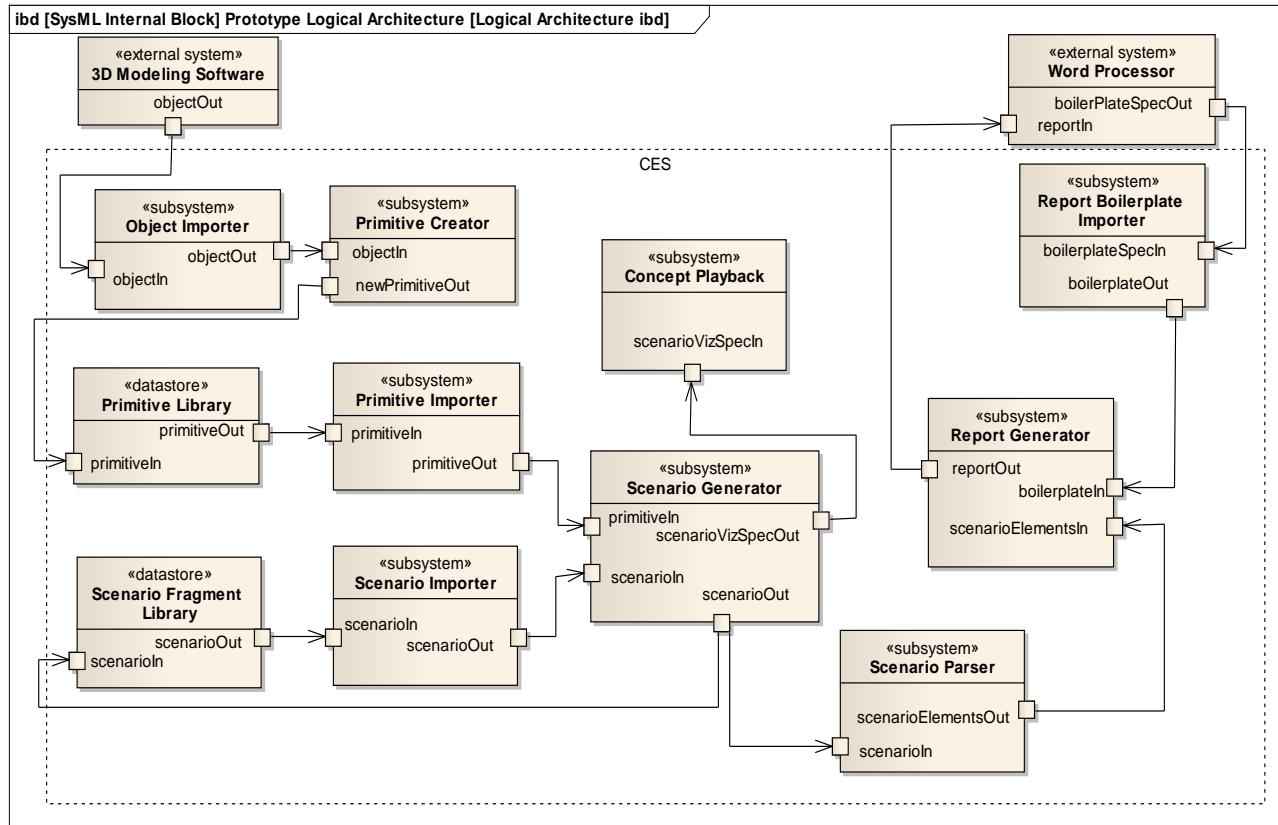 ibd [SysML Internal Block] Prototype Logical Architecture [Logical Architecture ibd]
«external system»
3D Modeling Software
objectOut
«external system»
Word Processor
boilerPlateSpecOut
reportIn
CES
«subsystem»
Object Importer
objectOut
objectIn
«subsystem»
Primitive Creator
objectIn
newPrimitiveOut
«subsystem»
Concept Playback
scenarioVizSpecIn
«subsystem»
Report Boilerplate
Importer
boilerplateSpecIn
boilerplateOut
«datastore»
Primitive Library
primitiveOut
primitiveIn
«subsystem»
Primitive Importer
primitiveIn
primitiveOut
«subsystem»
Scenario Generator
primitiveIn
scenarioVizSpecOut
scenarioIn
scenarioOut
«subsystem»
Report Generator
reportOut
boilerplateIn
scenarioElementsIn
«datastore»
Scenario Fragment
Library
scenarioOut
scenarioIn
«subsystem»
Scenario Importer
scenarioIn
scenarioOut
«subsystem»
Scenario Parser
scenarioElementsOut
scenarioIn